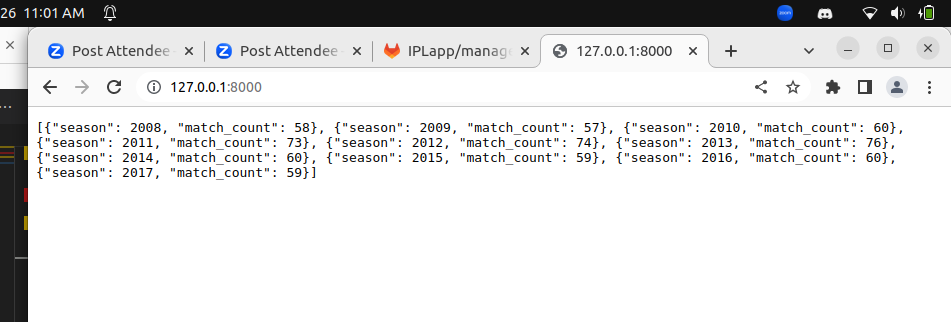 26 11:01 AM
zoom
Post Attendee -
Post Attendee -
IPLapp/manage
127.0.0.1:8000
127.0.0.1:8000
[{"season": 2008, "match_count": 58}, {"season": 2009, "match_count": 57}, {"season": 2010, "match_count": 60},
{"season": 2011, "match_count": 73}, {"season": 2012, "match_count": 74}, {"season": 2013, "match_count": 76},
{"season": 2014, "match_count": 60}, {"season": 2015, "match_count": 59}, {"season": 2016, "match_count": 60},
{"season": 2017, "match_count": 59}]